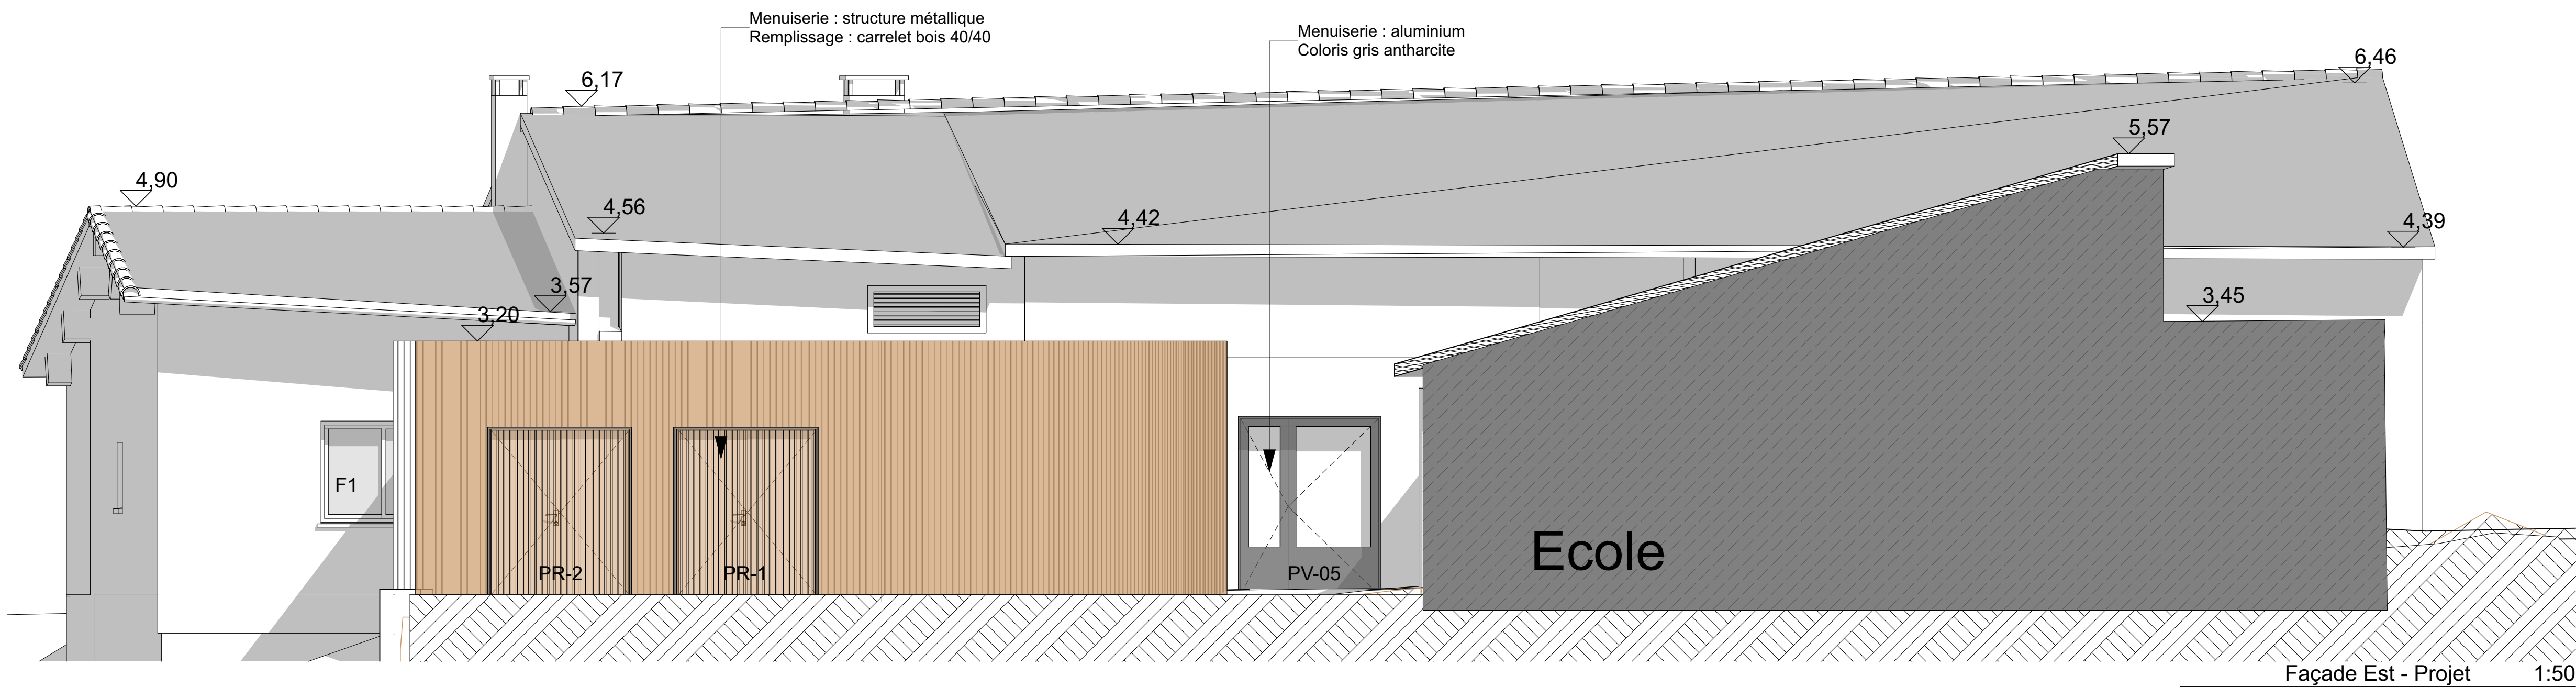 Menuiserie : structure métallique
Remplissage : carrelet bois 40/40
Menuiserie : aluminium
Coloris gris antharcite
6,17
6,46
5,57
4,90
4,56
4,42
4,39
3,57
3,20
3,45
F1
PR-2
PR-1
PV-05
Ecole
Façade Est - Projet 1:50